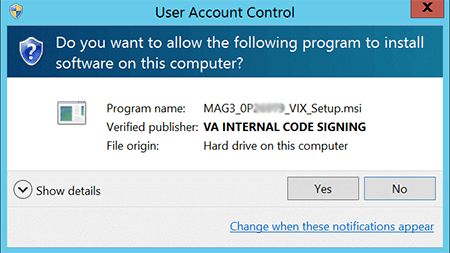 User Account Control
Do you want to allow the following program to install
software on this computer?
Program name: MAG3_0P _VIX_Setup.msi
Verified publisher: VA INTERNAL CODE SIGNING
File origin: Hard drive on this computer
Show details Yes No
Change when these notifications appear